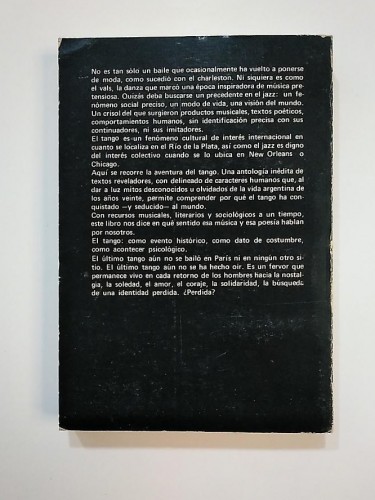 No es tan sólo un baile que ocasionalmente ha vuelto a ponerse
de moda, como sucedió con el charleston. Ni siquiera es como
el vals, la danza que marcó una época inspiradora de música pre-
tensiosa. Quizás deba buscarse un precedente en el jazz: un fe-
nómeno social preciso, un modo de vida, una visión del mundo.
Un crisol del que surgieron productos musicales, textos poéticos,
comportamientos humanos, sin identificación precisa con sus
continuadores, ni sus imitadores.
El tango es un fenómeno cultural de interés internacional en
cuanto se localiza en el Río de la Plata, así como el jazz es digno
del interés colectivo cuando se lo ubica en New Orleans o
Chicago.
Aquí se recorre la aventura del tango. Una antología inédita de
textos reveladores, con delineado de caracteres humanos que, al
dar a luz mitos desconocidos u olvidados de la vida argentina de
los años veinte, permite comprender por qué el tango ha con-
quistado —y seducido— al mundo.
Con recursos musicales, literarios y sociológicos a un tiempo,
este libro nos dice en qué sentido esa música y esa poesía hablan
por nosotros.
El tango: como evento histórico, como dato de costumbre,
como acontecer psicológico.
El último tango aún no se bailó en París ni en ningún otro si-
tio. El último tango aún no se ha hecho oír. Es un fervor que
permanece vivo en cada retorno de los hombres hacia la nostal-
gia, la soledad, el amor, el coraje, la solidaridad, la búsqueda
de una identidad perdida. ¿Perdida?